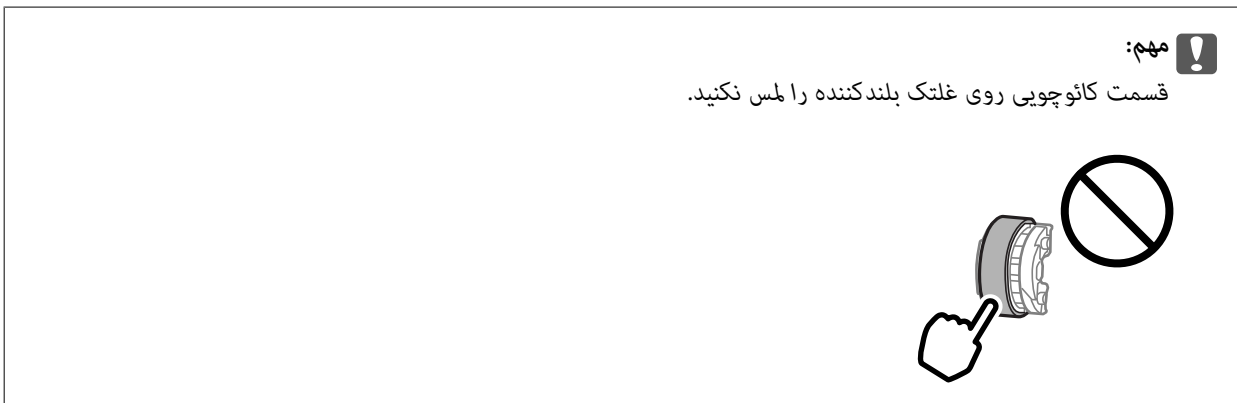 مهم:
قسمت کائوچویی روی غلتک بلندکننده را لمس نکنید.